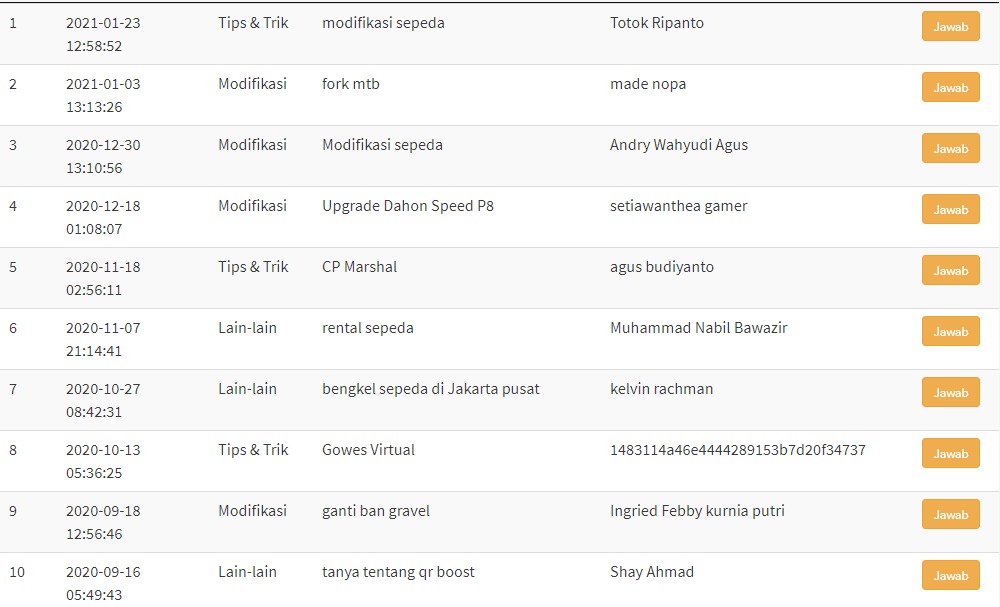 1 2021-01-23 Tips & Trik modifikasi sepeda Totok Ripanto Jawab
12:58:52
2 2021-01-03 Modifikasi fork mtb made nopa Jawab
13:13:26
3 2020-12-30 Modifikasi Modifikasi sepeda Andry Wahyudi Agus Jawab
13:10:56
4 2020-12-18 Modifikasi Upgrade Dahon Speed P8 setiawanthea gamer Jawab
01:08:07
5 2020-11-18 Tips & Trik CP Marshal agus budiyanto Jawab
02:56:11
6 2020-11-07 Lain-lain rental sepeda Muhammad Nabil Bawazir Jawab
21:14:41
7 2020-10-27 Lain-lain bengkel sepeda di Jakarta pusat kelvin rachman Jawab
08:42:31
8 2020-10-13 Tips & Trik Gowes Virtual 1483114a46e4444289153b7d20f34737 Jawab
05:36:25
9 2020-09-18 Modifikasi ganti ban gravel Ingried Febby kurnia putri Jawab
12:56:46
10 2020-09-16 Lain-lain tanya tentang qr boost Shay Ahmad Jawab
05:49:43